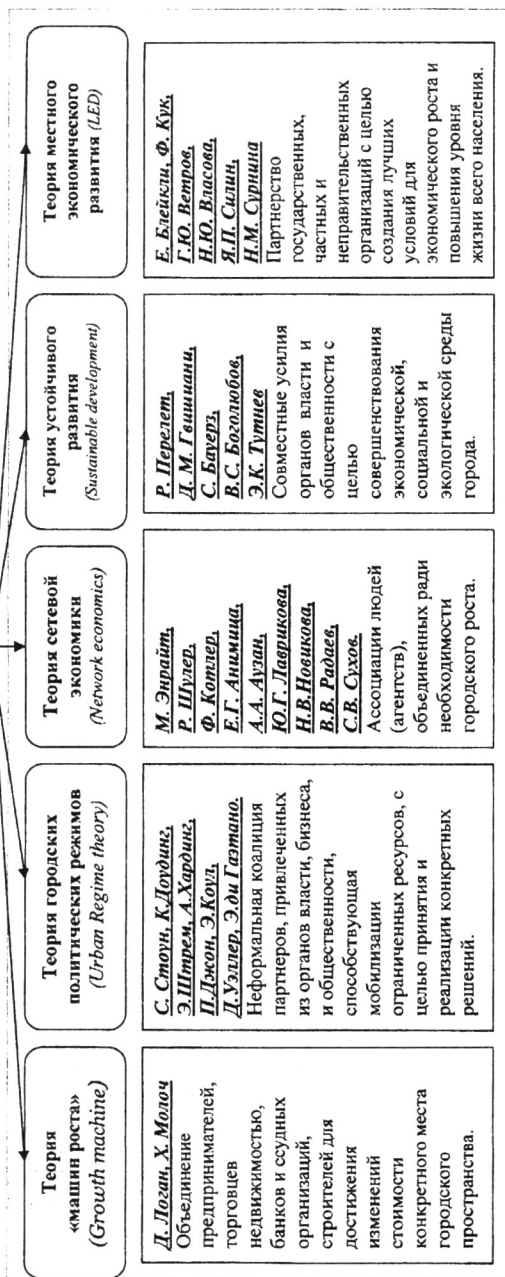 Теория
«машин роста»
(Growth machine)
Д. Логан, Х. Молоч
Объединение
предпринимателей,
торговцев
недвижимостью,
банков и ссудных
организаций,
строителей для
достижения
изменений
стоимости
конкретного места
городского
пространства.
Теория городских
политических режимов
(Urban Regime theory)
С. Стоун, К.Доудинг,
Э.Штрем, А.Хардинг,
П.Джон, Э.Коул,
Д.Уэллер, Э.ди Гаэтано.
Неформальная коалиция
партнеров, привлеченных
из органов власти, бизнеса,
и общественности,
способствующая
мобилизации
ограниченных ресурсов, с
целью принятия и
реализации конкретных
решений.
Теория сетевой
экономики
(Network economics)
М. Энрайт,
Р. Шулер,
Ф. Котлер,
Е.Г. Анимица,
А.А. Аузан,
Ю.Г. Лаврикова,
Н.В.Новикова,
В.В. Радаев,
С.В. Сухов.
Ассоциации людей
(агентств),
объединенных ради
необходимости
городского роста.
Теория устойчивого
развития
(Sustainable development)
Р. Перелет,
Д.М. Гвишиани,
С. Бауерз,
В.С. Боголюбов,
Э.К. Тутнев
Совместные усилия
органов власти и
общественности с
целью
совершенствования
экономической,
социальной и
экологической среды
города.
Теория местного
экономического
развития (LED)
Е. Блейкли, Ф. Кук,
Г.Ю. Ветров,
Н.Ю. Власова,
Я.П. Силин,
Н.М. Сурнина
Партнерство
государственных,
частных и
неправительственных
организаций с целью
создания лучших
условий для
экономического роста и
повышения уровня
жизни всего населения.